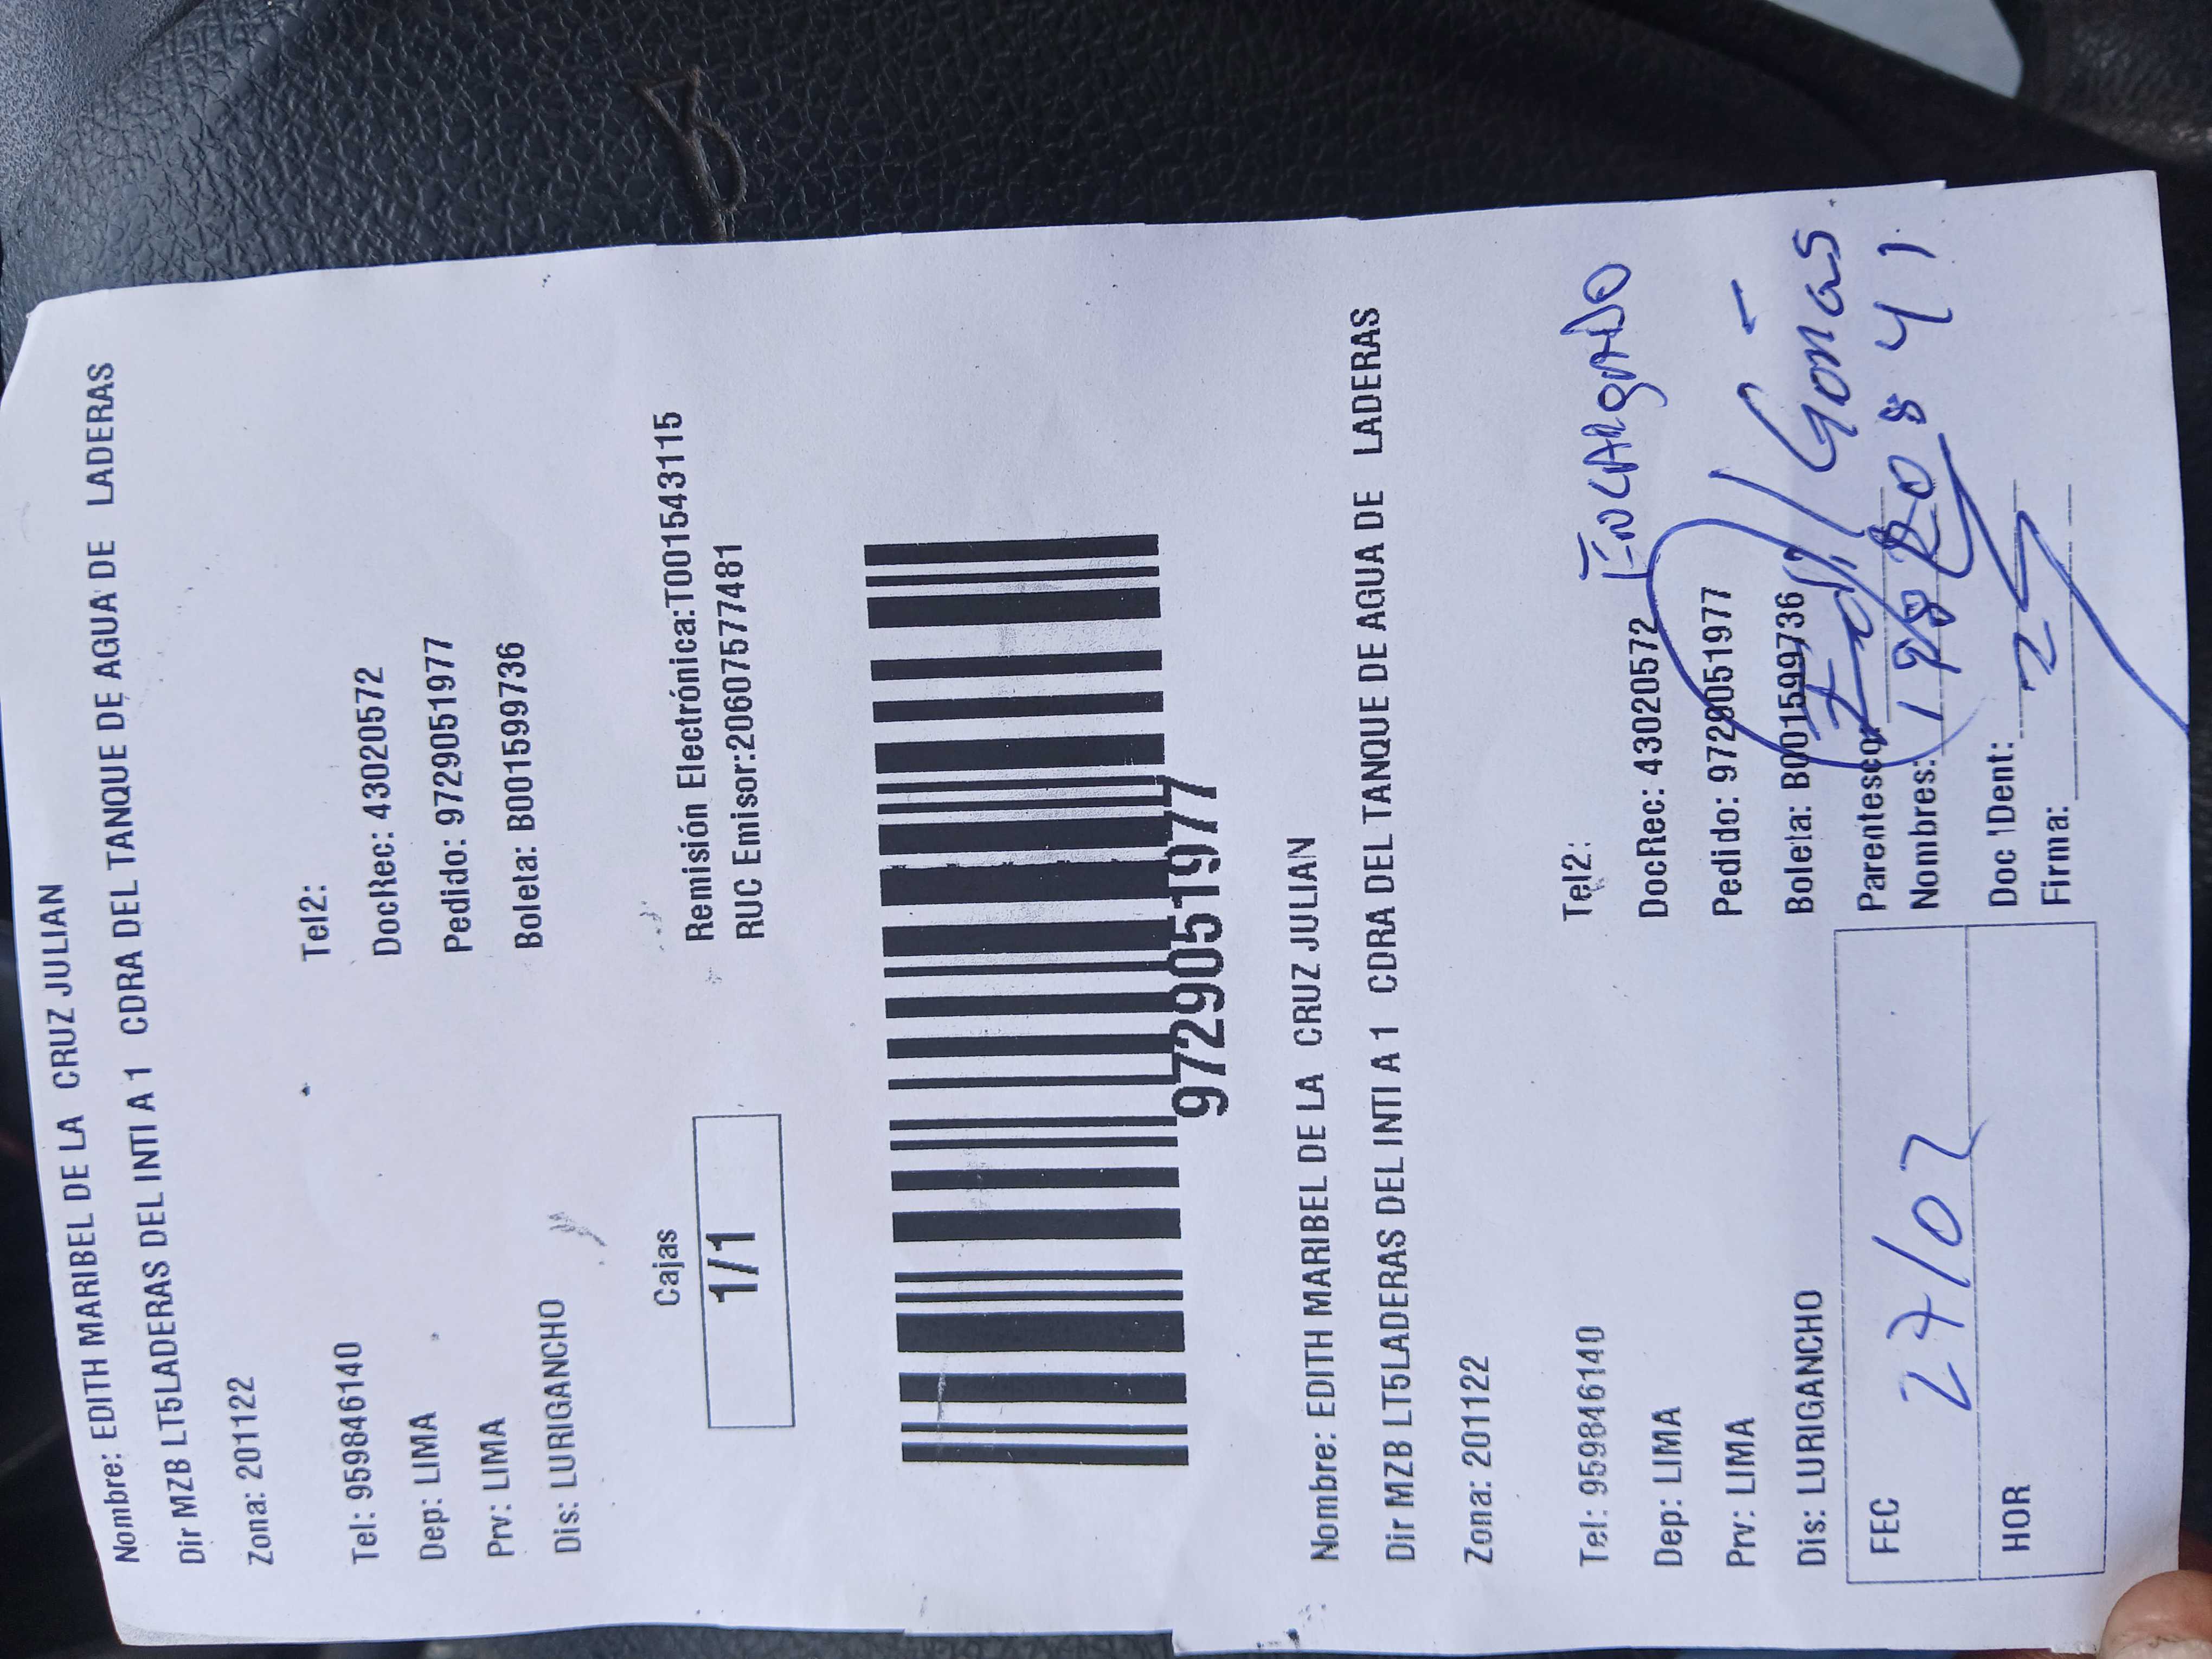 Nombre: EDITH MARIBEL DE LA CRUZ JULIAN
Dir MZB LT5LADERAS DEL INTI A 1 CDRA DEL TANQUE DE AGUA DE LADERAS
Zona: 201122
Tel: 959846140 Tel2:
Dep: LIMA DocRec: 43020572
Prv: LIMA Pedido: 9729051977
Dis: LURIGANCHO Boleta: B001599736
Cajas
1/1
Remisión Electrónica:T001543115
RUC Emisor:20607577481
9729051977
Nombre: EDITH MARIBEL DE LA CRUZ JULIAN
Dir MZB LT5LADERAS DEL INTI A 1 CDRA DEL TANQUE DE AGUA DE LADERAS
Zona: 201122
Tel: 959846140 Tel2:
Dep: LIMA DocRec: 43020572 ENCARGADO
Prv: LIMA Pedido: 9729051977
Dis: LURIGANCHO Boleta: B001599736
FEC 27/02
HOR
Parentesco:
Nombres:
Doc 1Dent:
Firma: